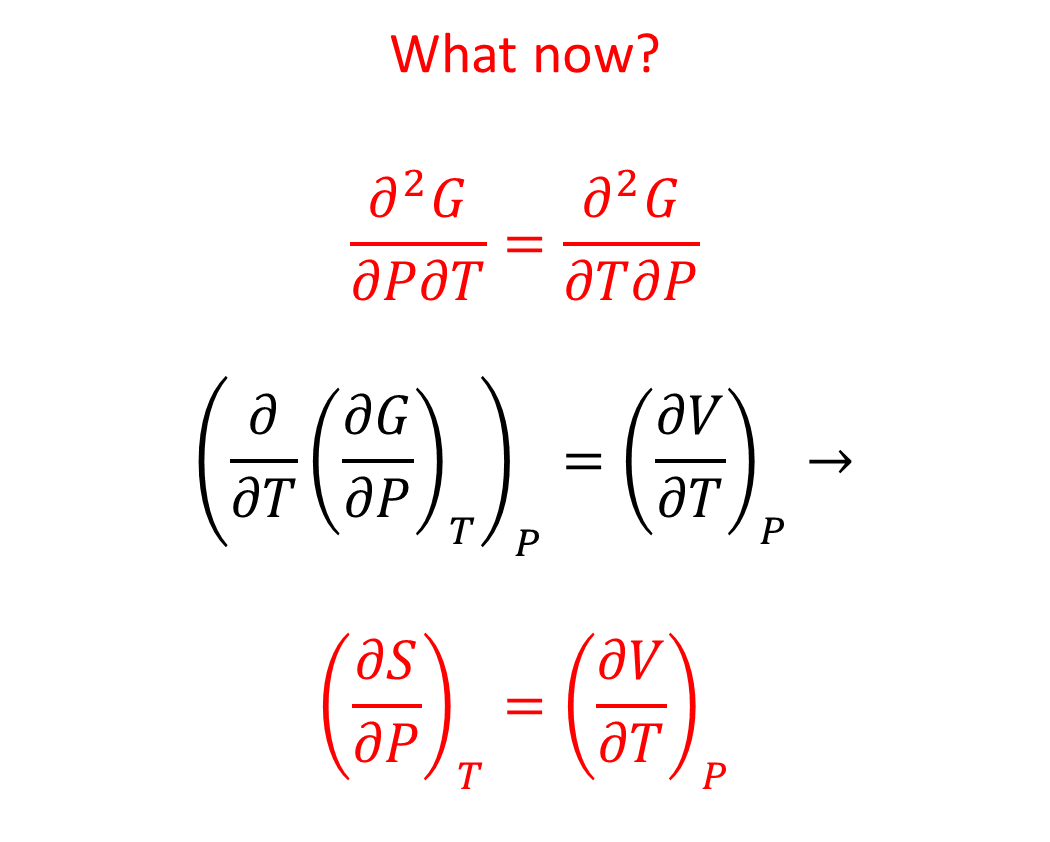 What now?
∂²G/∂P∂T = ∂²G/∂T∂P
(∂/∂T (∂G/∂P)_T)_P = (∂V/∂T)_P →
(∂S/∂P)_T = (∂V/∂T)_P